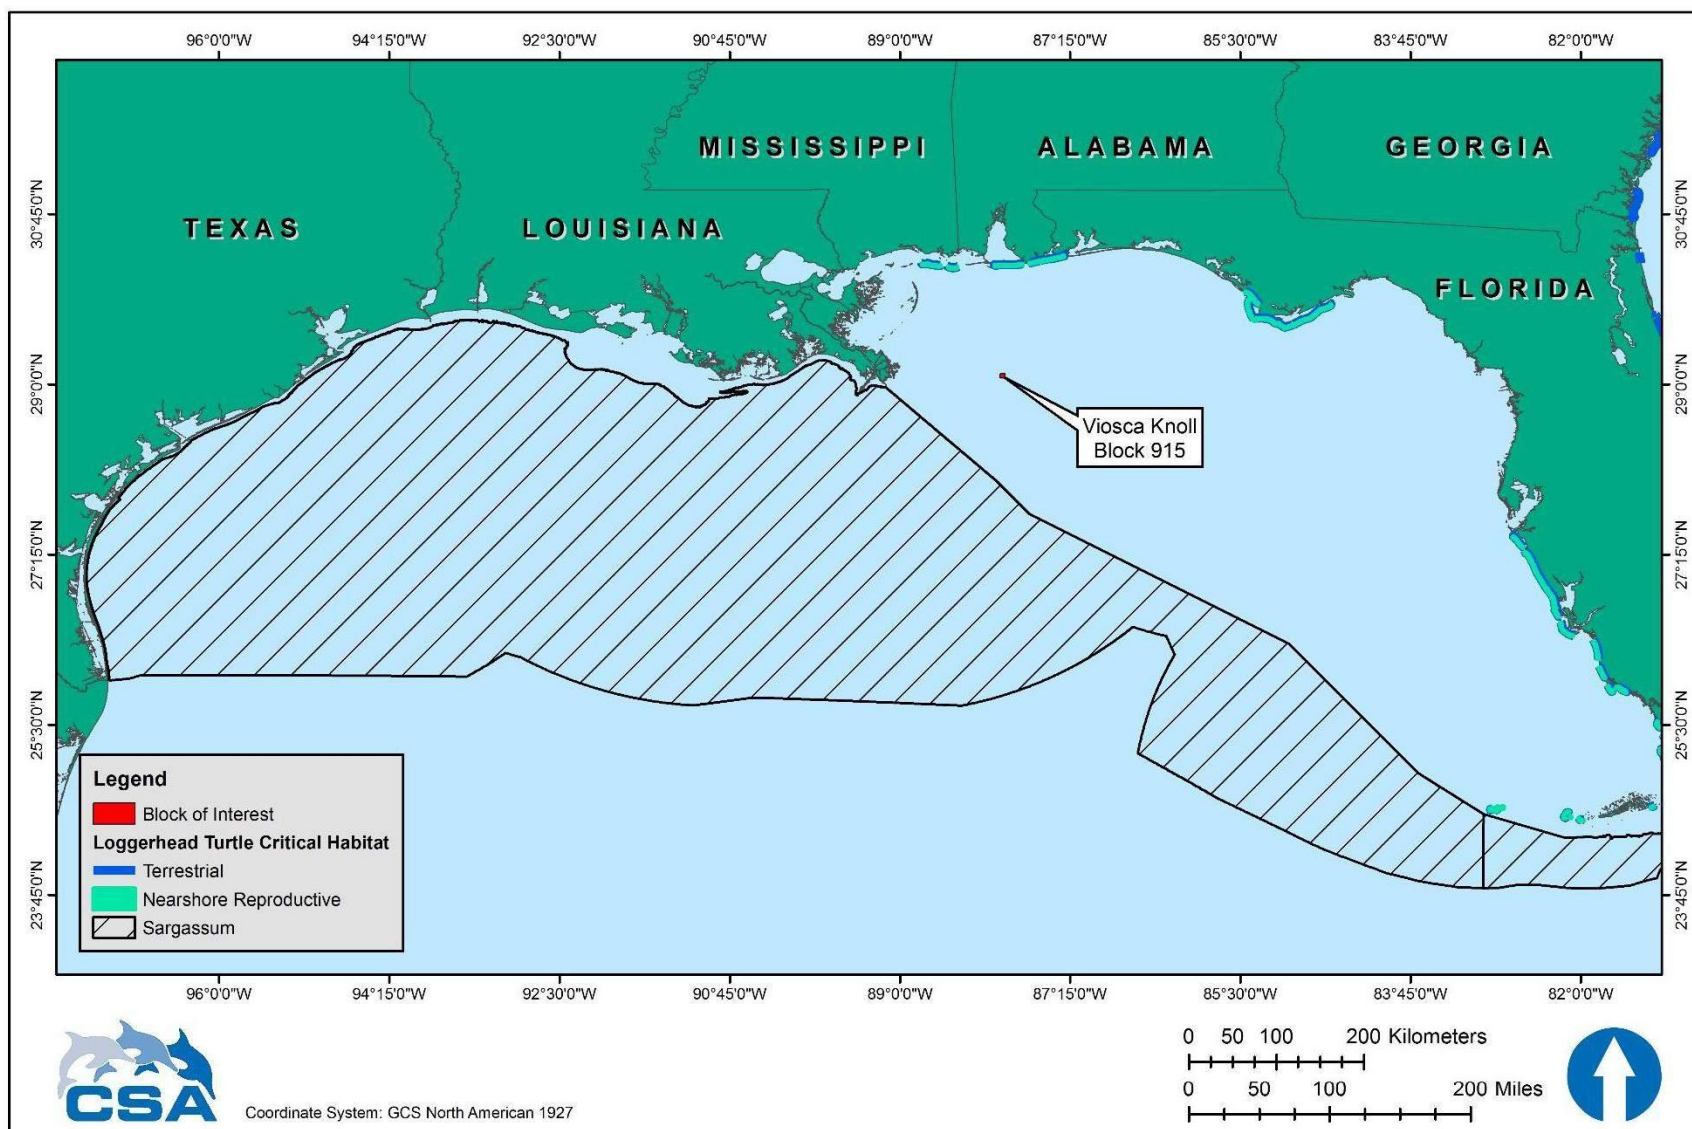 96°0'0"W 94°15'0"W 92°30'0"W 90°45'0"W 89°0'0"W 87°15'0"W 85°30'0"W 83°45'0"W 82°0'0"W
MISSISSIPPI ALABAMA GEORGIA
30°45'0"N 30°45'0"N
TEXAS LOUISIANA
FLORIDA
29°0'0"N 29°0'0"N
Viosca Knoll
Block 915
27°15'0"N 27°15'0"N
25°30'0"N 25°30'0"N
Legend
Block of Interest
Loggerhead Turtle Critical Habitat
Terrestrial
Nearshore Reproductive
Sargassum
23°45'0"N 23°45'0"N
96°0'0"W 94°15'0"W 92°30'0"W 90°45'0"W 89°0'0"W 87°15'0"W 85°30'0"W 83°45'0"W 82°0'0"W
0 50 100 200 Kilometers
0 50 100 200 Miles
CSA
Coordinate System: GCS North American 1927